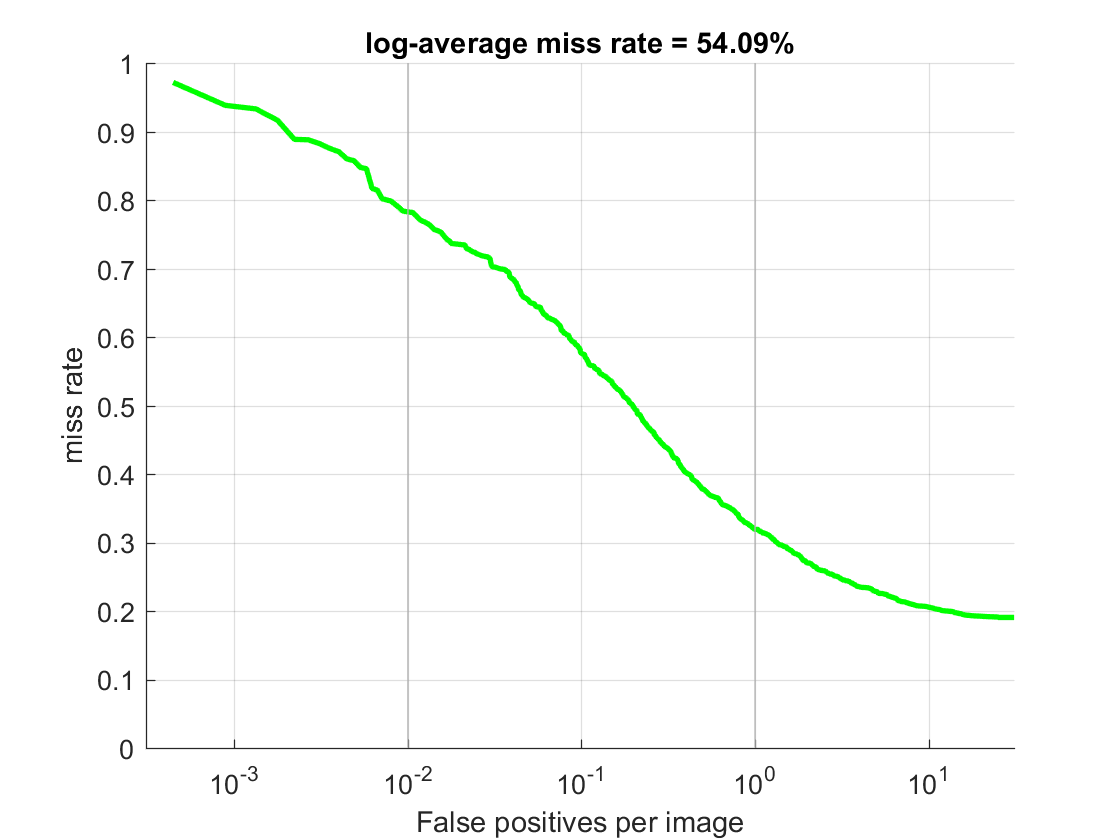 log-average miss rate = 54.09%
1
0.9
0.8
0.7
0.6
0.5
0.4
0.3
0.2
0.1
0
miss rate
10^-3 10^-2 10^-1 10^0 10^1
False positives per image